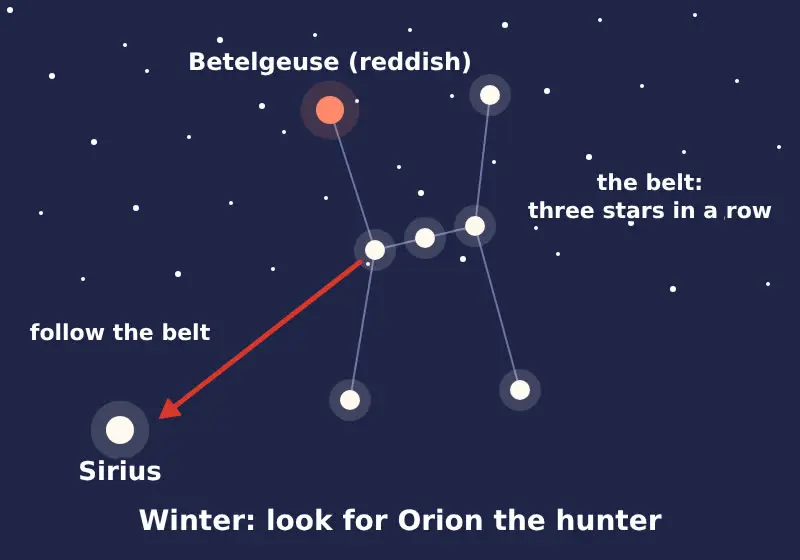 Betelgeuse (reddish)
the belt:
three stars in a row
follow the belt
Sirius
Winter: look for Orion the hunter